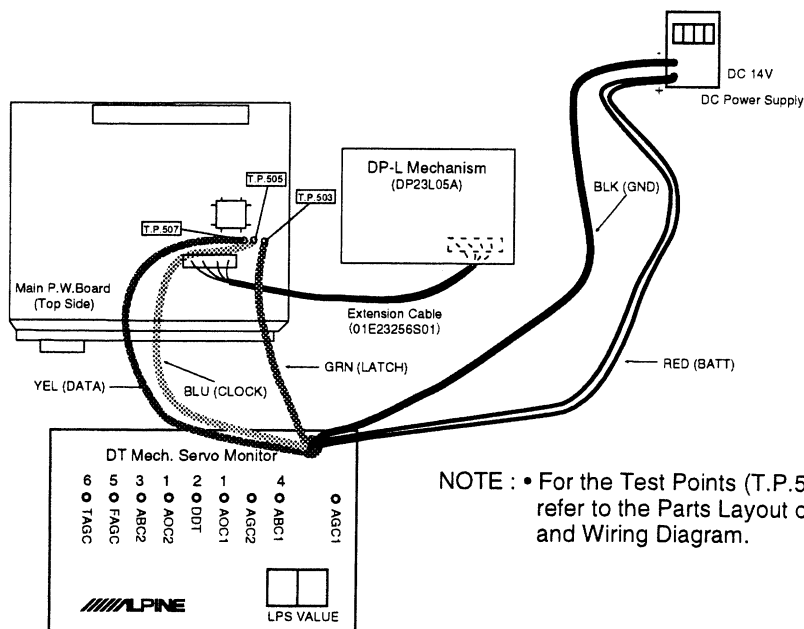 -
+
DC 14V
DC Power Supply
T.P.505
T.P.503
T.P.507
DP-L Mechanism
(DP23L05A)
BLK (GND)
Main P.W.Board
(Top Side)
Extension Cable
(01E23256S01)
GRN (LATCH)
RED (BATT)
YEL (DATA)
BLU (CLOCK)
DT Mech. Servo Monitor
6 5 3 1 2 1 4
TAGC
FAGC
ABC2
AOC2
DDT
AOC1
AGC2
ABC1
AGC1
ALPINE
LPS VALUE
NOTE : • For the Test Points (T.P.5
refer to the Parts Layout o
and Wiring Diagram.